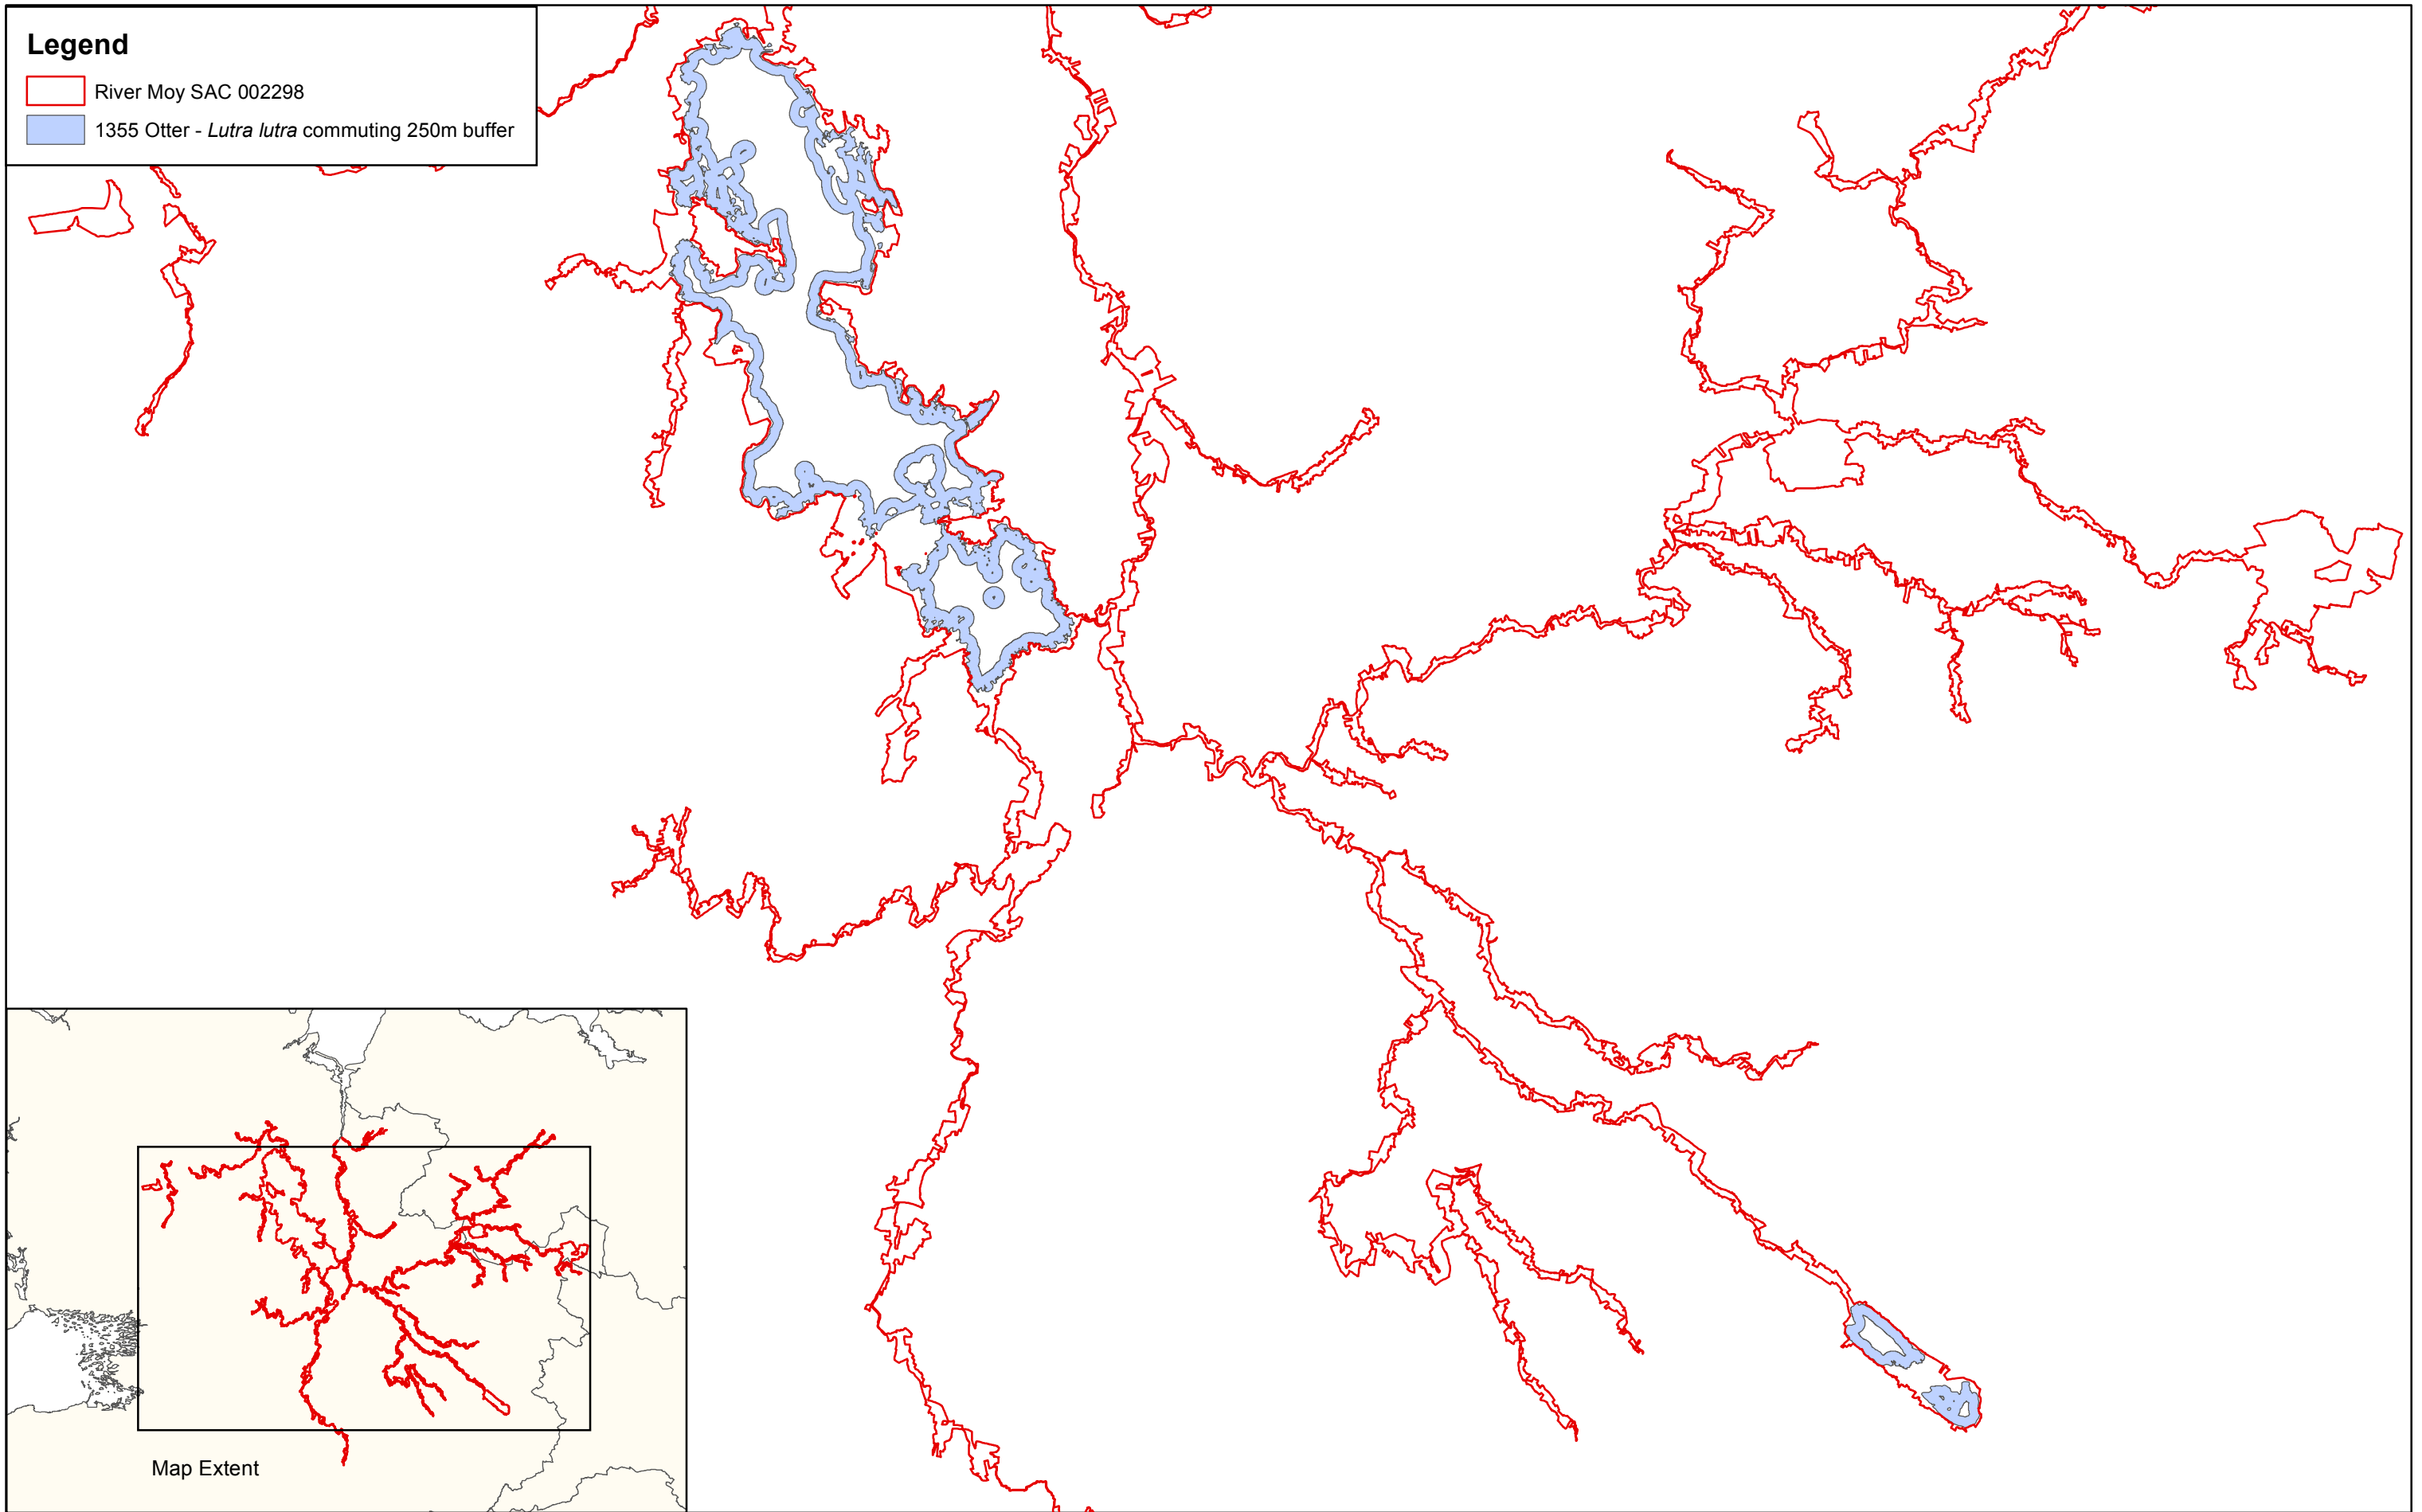 Legend
River Moy SAC 002298
1355 Otter - Lutra lutra commuting 250m buffer
Map Extent